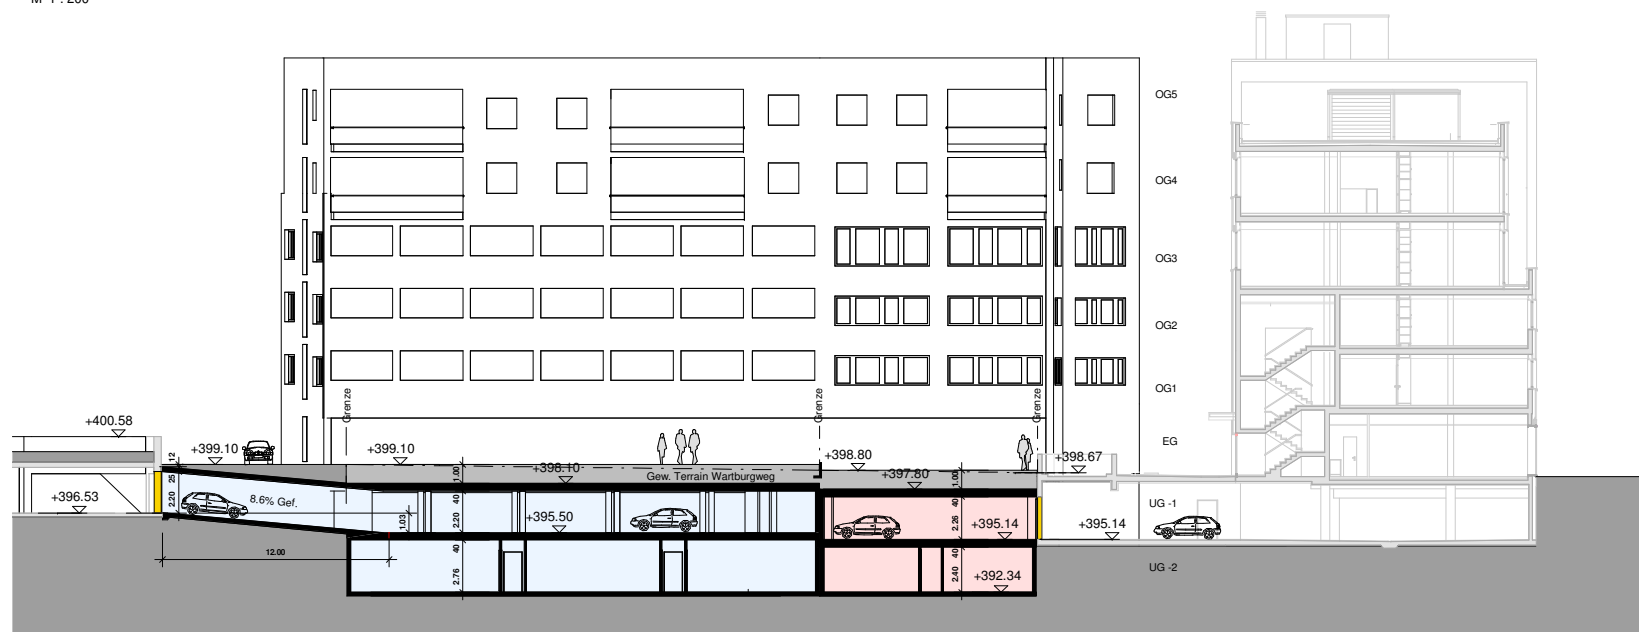 M 1 : 200
OG5
OG4
OG3
OG2
OG1
EG
UG -1
UG -2
Grenze
Grenze
Grenze
+400.58
+399.10
+399.10
+398.10
+398.80
+397.80
+398.67
Gew. Terrain Wartburgweg
+396.53
8.6% Gef.
+395.50
+395.14
+395.14
+392.34
12
25
2.20
1.03
12.00
1.00
40
2.20
40
2.76
1.00
40
2.26
40
2.40